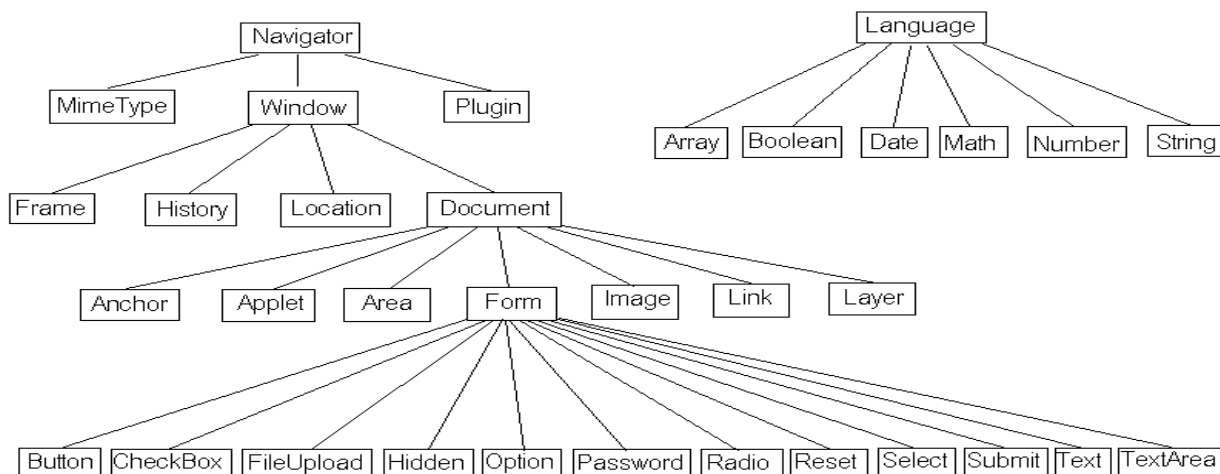 Navigator
Language
MimeType
Window
Plugin
Array
Boolean
Date
Math
Number
String
Frame
History
Location
Document
Anchor
Applet
Area
Form
Image
Link
Layer
Button
CheckBox
FileUpload
Hidden
Option
Password
Radio
Reset
Select
Submit
Text
TextArea